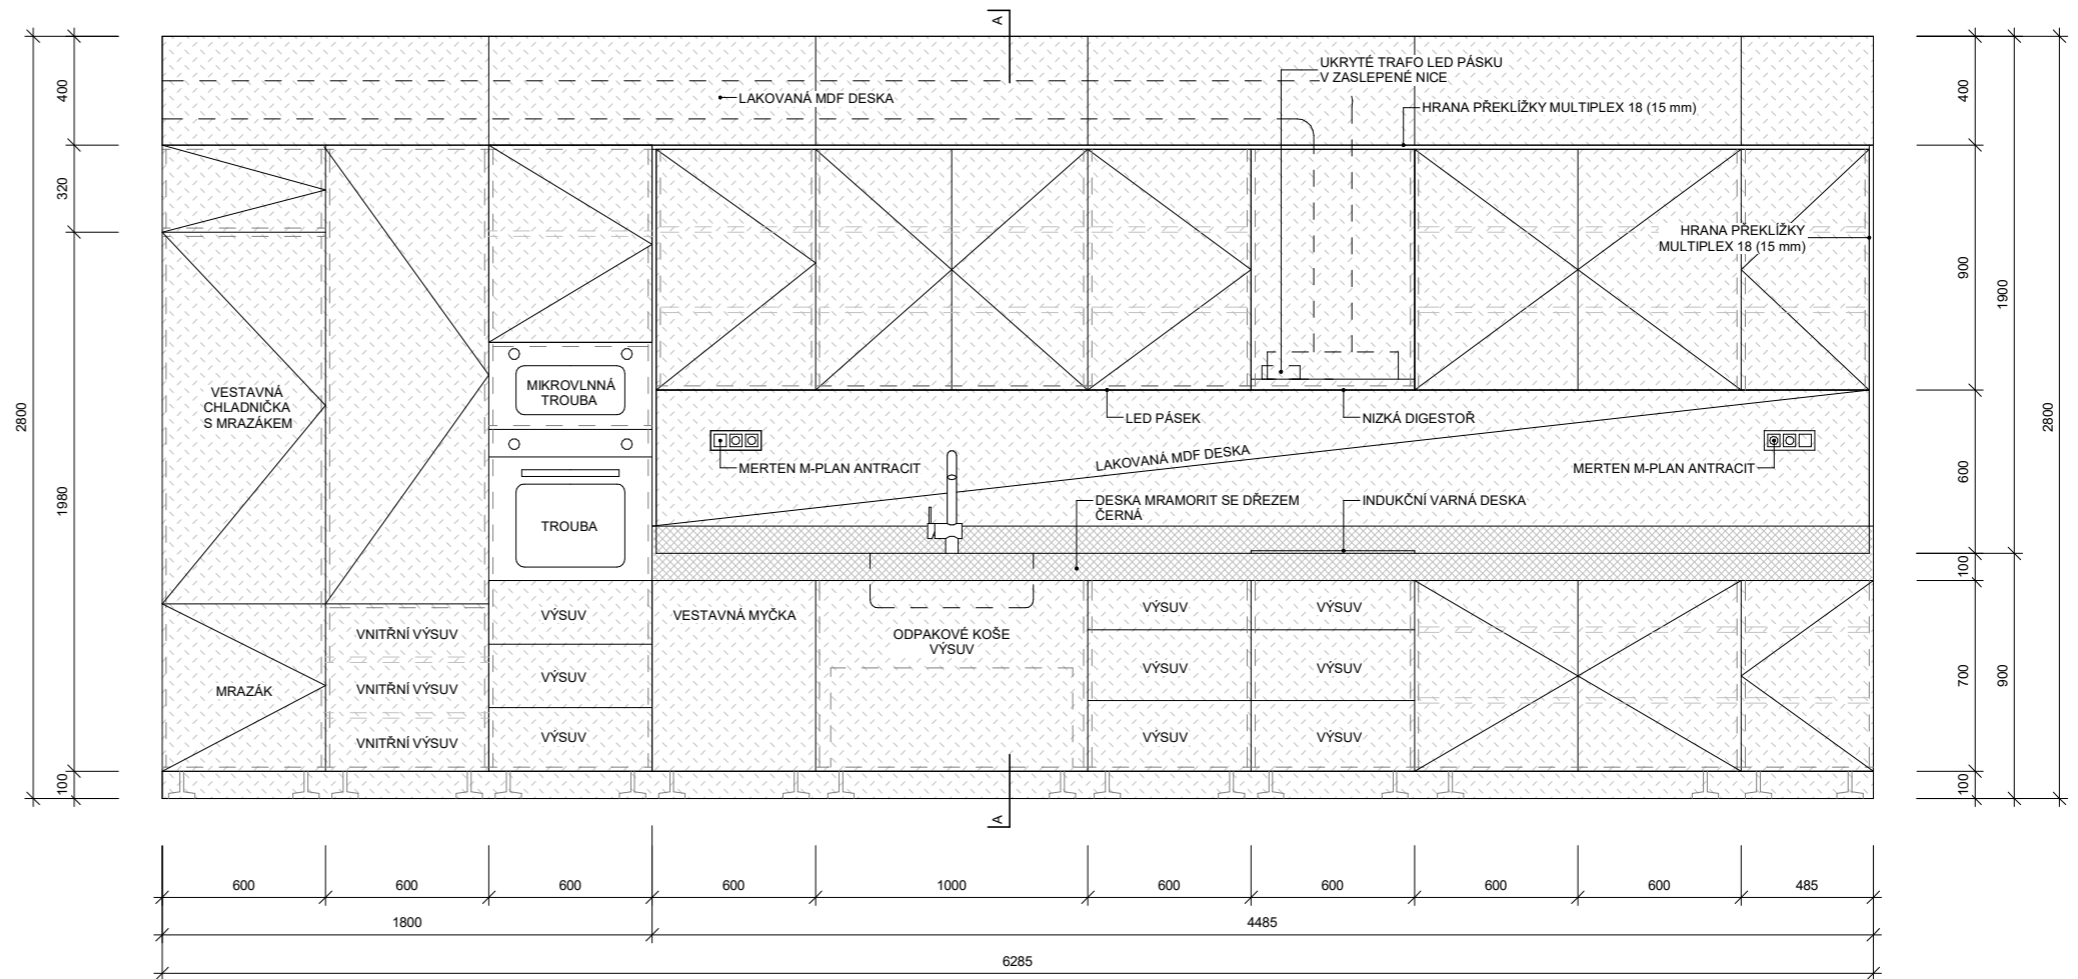 A
UKRYTÉ TRAFO LED PÁSKU
V ZASLEPENÉ NICE
LAKOVANÁ MDF DESKA
HRANA PŘEKLÍŽKY MULTIPLEX 18 (15 mm)
400
400
320
HRANA PŘEKLÍŽKY
MULTIPLEX 18 (15 mm)
900
1900
VESTAVNÁ
CHLADNIČKA
S MRAZÁKEM
MIKROVLNNÁ
TROUBA
2800
2800
LED PÁSEK
NIZKÁ DIGESTOŘ
MERTEN M-PLAN ANTRACIT
LAKOVANÁ MDF DESKA
MERTEN M-PLAN ANTRACIT
600
1980
DESKA MRAMORIT SE DŘEZEM
ČERNÁ
INDUKČNÍ VARNÁ DESKA
TROUBA
100
VÝSUV
VESTAVNÁ MYČKA
VÝSUV
VÝSUV
VNITŘNÍ VÝSUV
ODPAKOVÉ KOŠE
VÝSUV
VÝSUV
VÝSUV
VÝSUV
700
900
MRAZÁK
VNITŘNÍ VÝSUV
VNITŘNÍ VÝSUV
VÝSUV
VÝSUV
VÝSUV
100
100
A
600
600
600
600
1000
600
600
600
600
485
1800
4485
6285